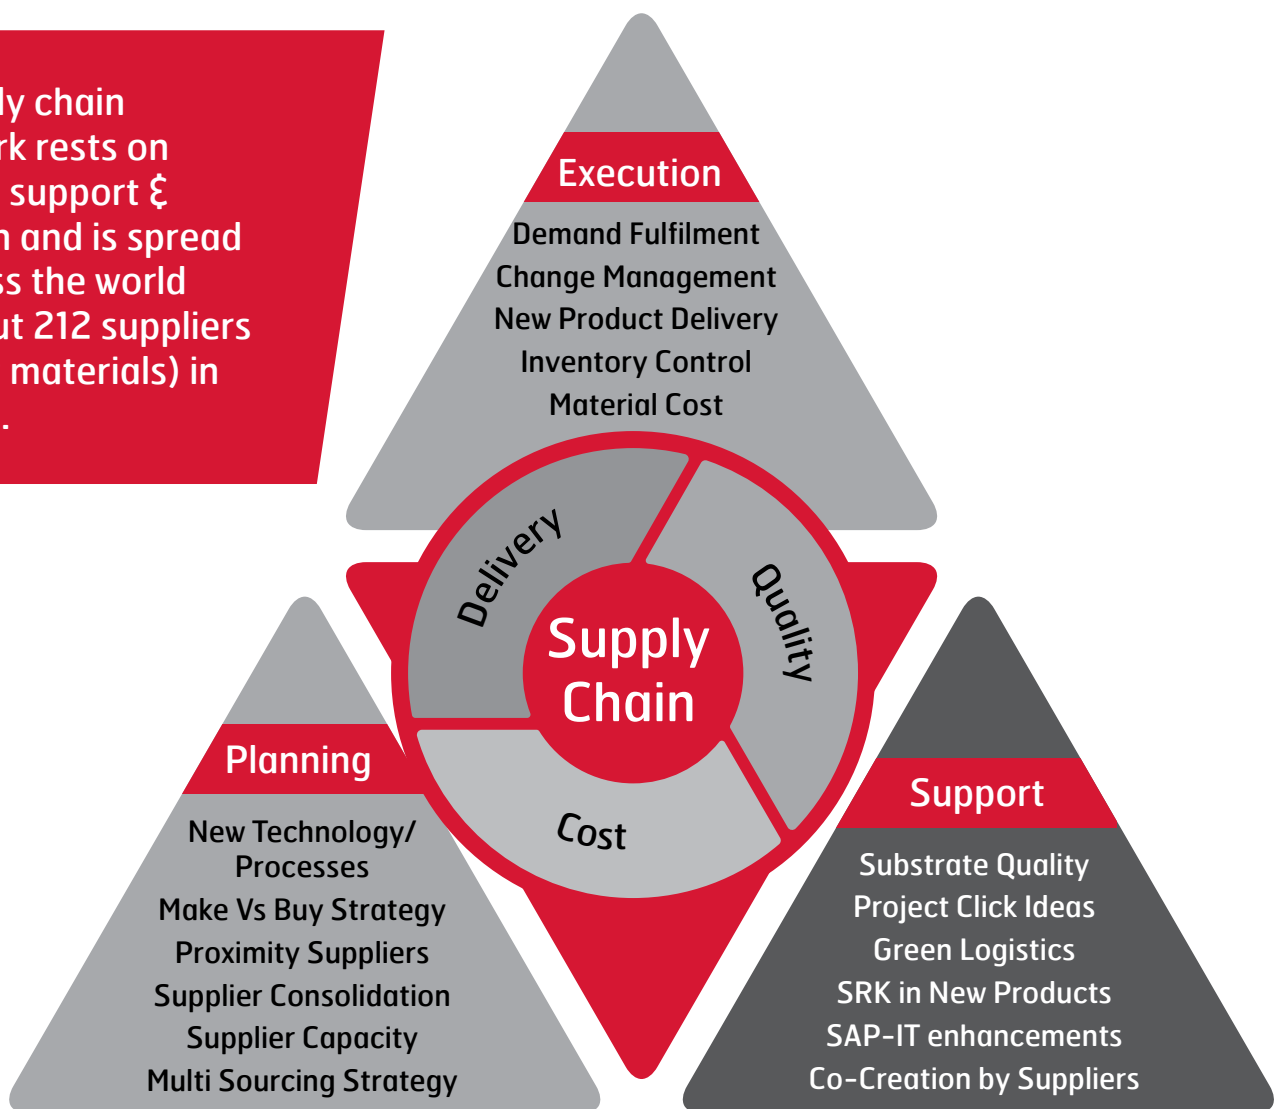 ly chain
rk rests on
support &
n and is spread
ss the world
ut 212 suppliers
materials) in
.
Execution
Demand Fulfilment
Change Management
New Product Delivery
Inventory Control
Material Cost
Delivery
Quality
Supply
Chain
Cost
Planning
New Technology/
Processes
Make Vs Buy Strategy
Proximity Suppliers
Supplier Consolidation
Supplier Capacity
Multi Sourcing Strategy
Support
Substrate Quality
Project Click Ideas
Green Logistics
SRK in New Products
SAP-IT enhancements
Co-Creation by Suppliers